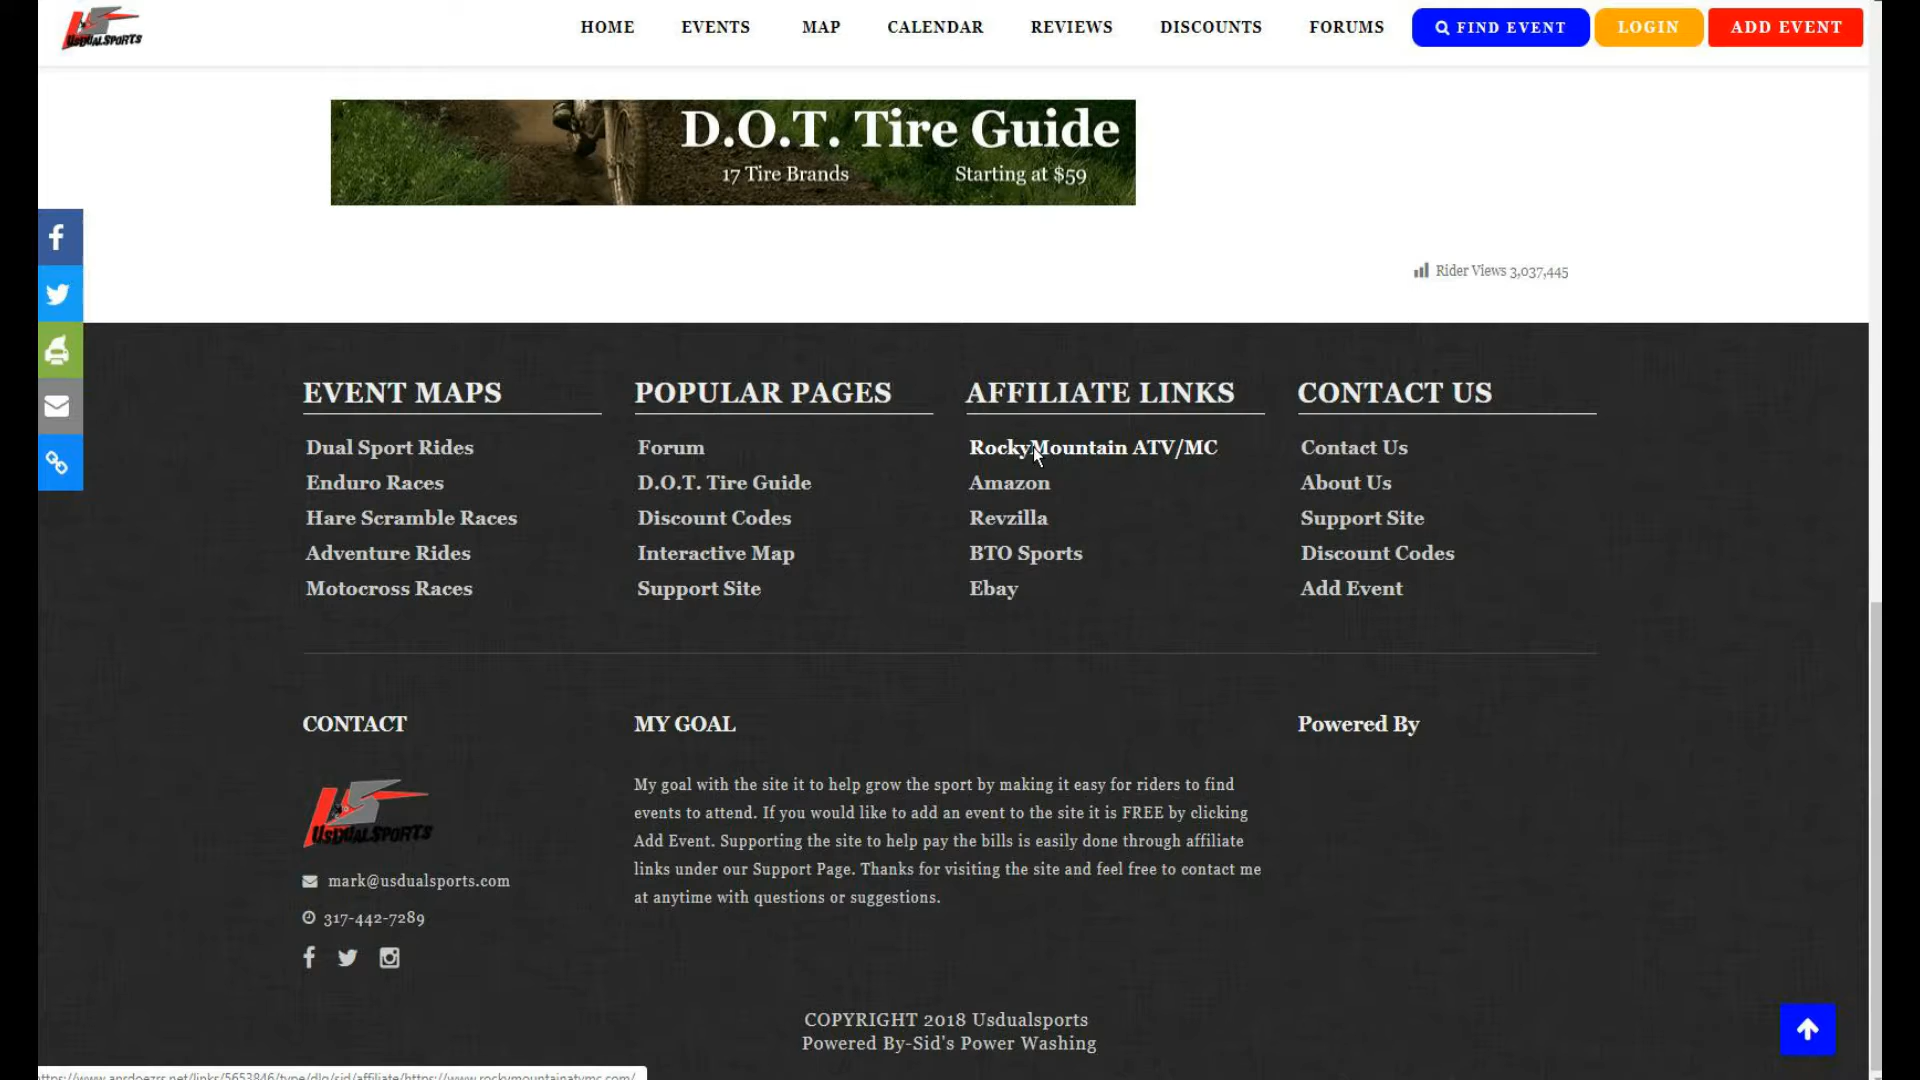 UsDualSports
HOME EVENTS MAP CALENDAR REVIEWS DISCOUNTS FORUMS FIND EVENT LOGIN ADD EVENT
D.O.T. Tire Guide
17 Tire Brands Starting at $59
Rider Views 3,037,445
EVENT MAPS POPULAR PAGES AFFILIATE LINKS CONTACT US
Dual Sport Rides Forum RockyMountain ATV/MC Contact Us
Enduro Races D.O.T. Tire Guide Amazon About Us
Hare Scramble Races Discount Codes Revzilla Support Site
Adventure Rides Interactive Map BTO Sports Discount Codes
Motocross Races Support Site Ebay Add Event
CONTACT MY GOAL Powered By
My goal with the site it to help grow the sport by making it easy for riders to find
events to attend. If you would like to add an event to the site it is FREE by clicking
Add Event. Supporting the site to help pay the bills is easily done through affiliate
links under our Support Page. Thanks for visiting the site and feel free to contact me
at anytime with questions or suggestions.
UsDualSports
mark@usdualsports.com
317-442-7289
COPYRIGHT 2018 Usdualsports
Powered By-Sid's Power Washing